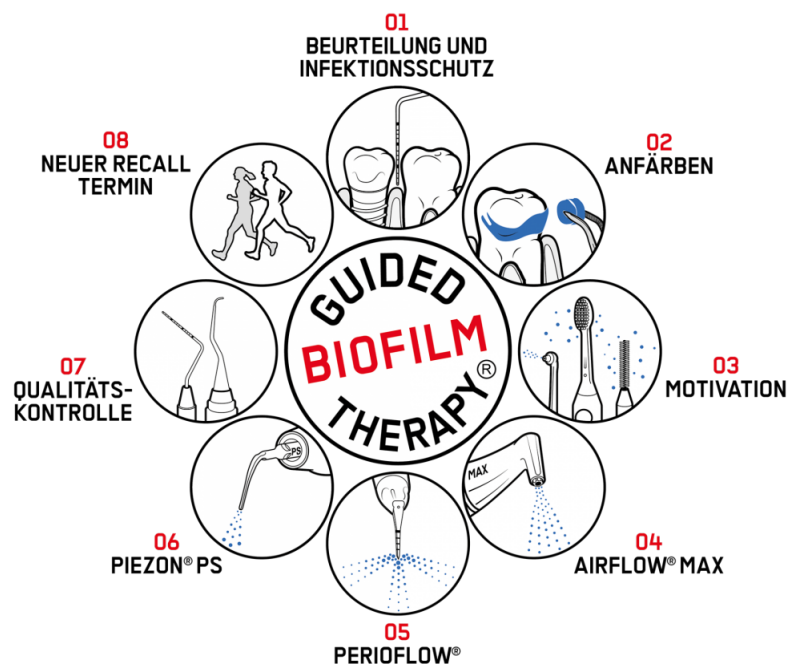 01
BEURTEILUNG UND
INFEKTIONSSCHUTZ
02
ANFÄRBEN
03
MOTIVATION
MAX
04
AIRFLOW® MAX
05
PERIOFLOW®
PS
06
PIEZON® PS
07
QUALITÄTS-
KONTROLLE
08
NEUER RECALL
TERMIN
GUIDED
BIOFILM
THERAPY®